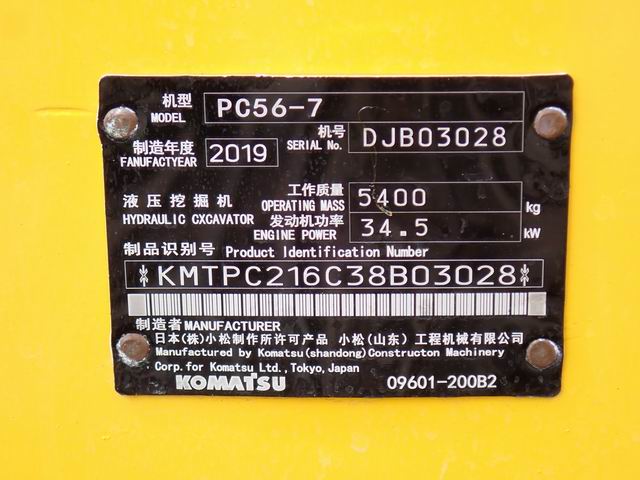 机型 MODEL PC56-7
机号 SERIAL No. DJB03028
制造年度 FANUFACTYEAR 2019
液压挖掘机 HYDRAULIC CXCAVATOR
工作质量 OPERATING MASS 5400 kg
发动机功率 ENGINE POWER 34.5 kW
制品识别号 Product Identification Number
KMTPC216C38B03028
制造者 MANUFACTURER
日本(株)小松制作所许可产品 小松(山东)工程机械有限公司
Manufactured by Komatsu(shandong) Constructon Machinery
Corp. for Komatsu Ltd., Tokyo, Japan
KOMATSU 09601-200B2